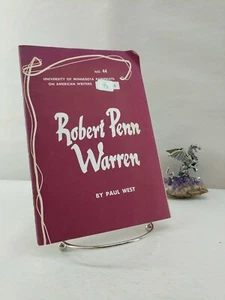 NO. 44
UNIVERSITY OF MINNESOTA PAMPHLETS
ON AMERICAN WRITERS
Robert Penn
Warren
BY PAUL WEST